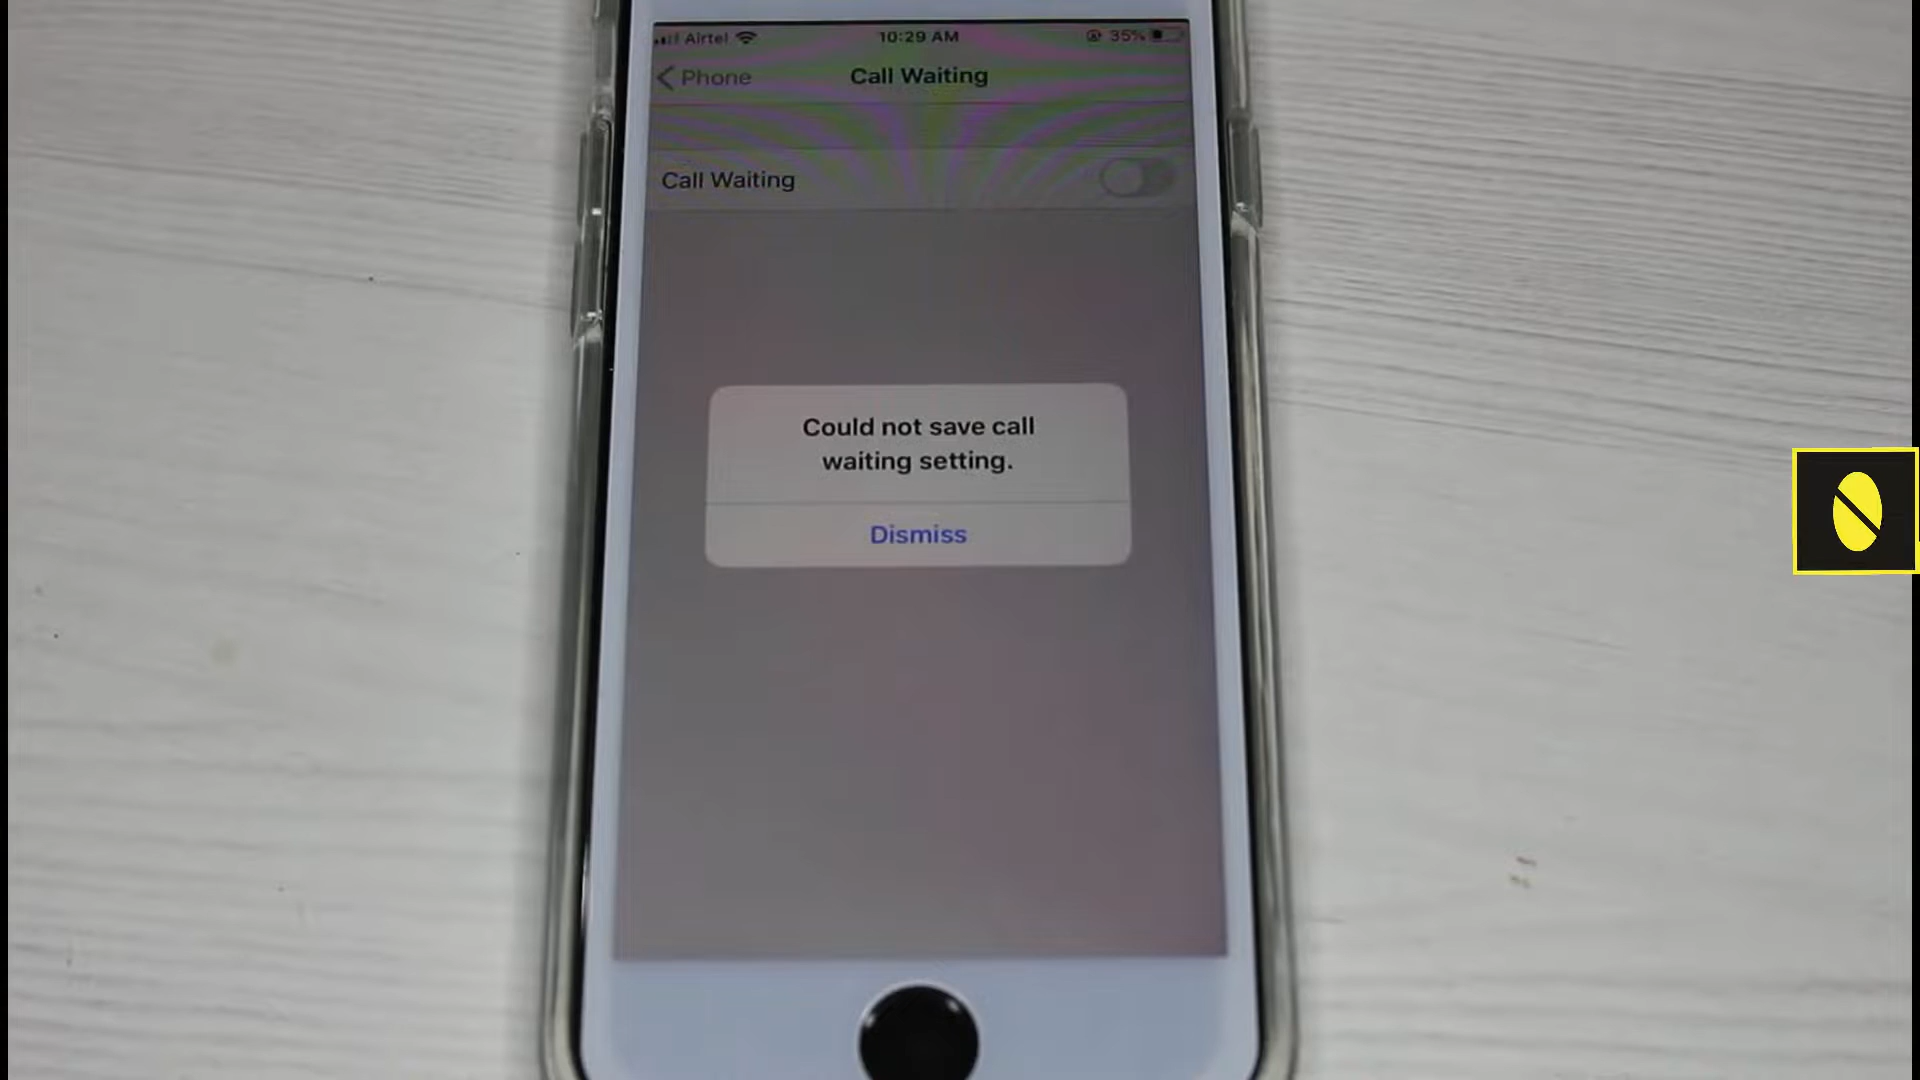 Airtel 10:29 AM 35%
Phone Call Waiting
Call Waiting
Could not save call
waiting setting.
Dismiss